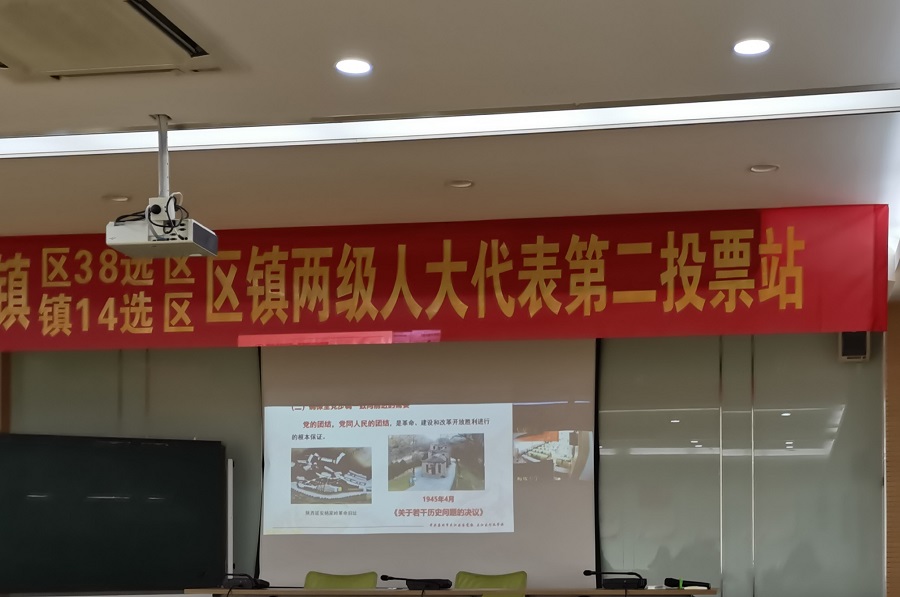 镇
区38选区
镇14选区
区镇两级人大代表第二投票站
党的团结，党同人民的团结，是革命、建设和改革开放胜利进行
的根本保证。
1945年4月
《关于若干历史问题的决议》